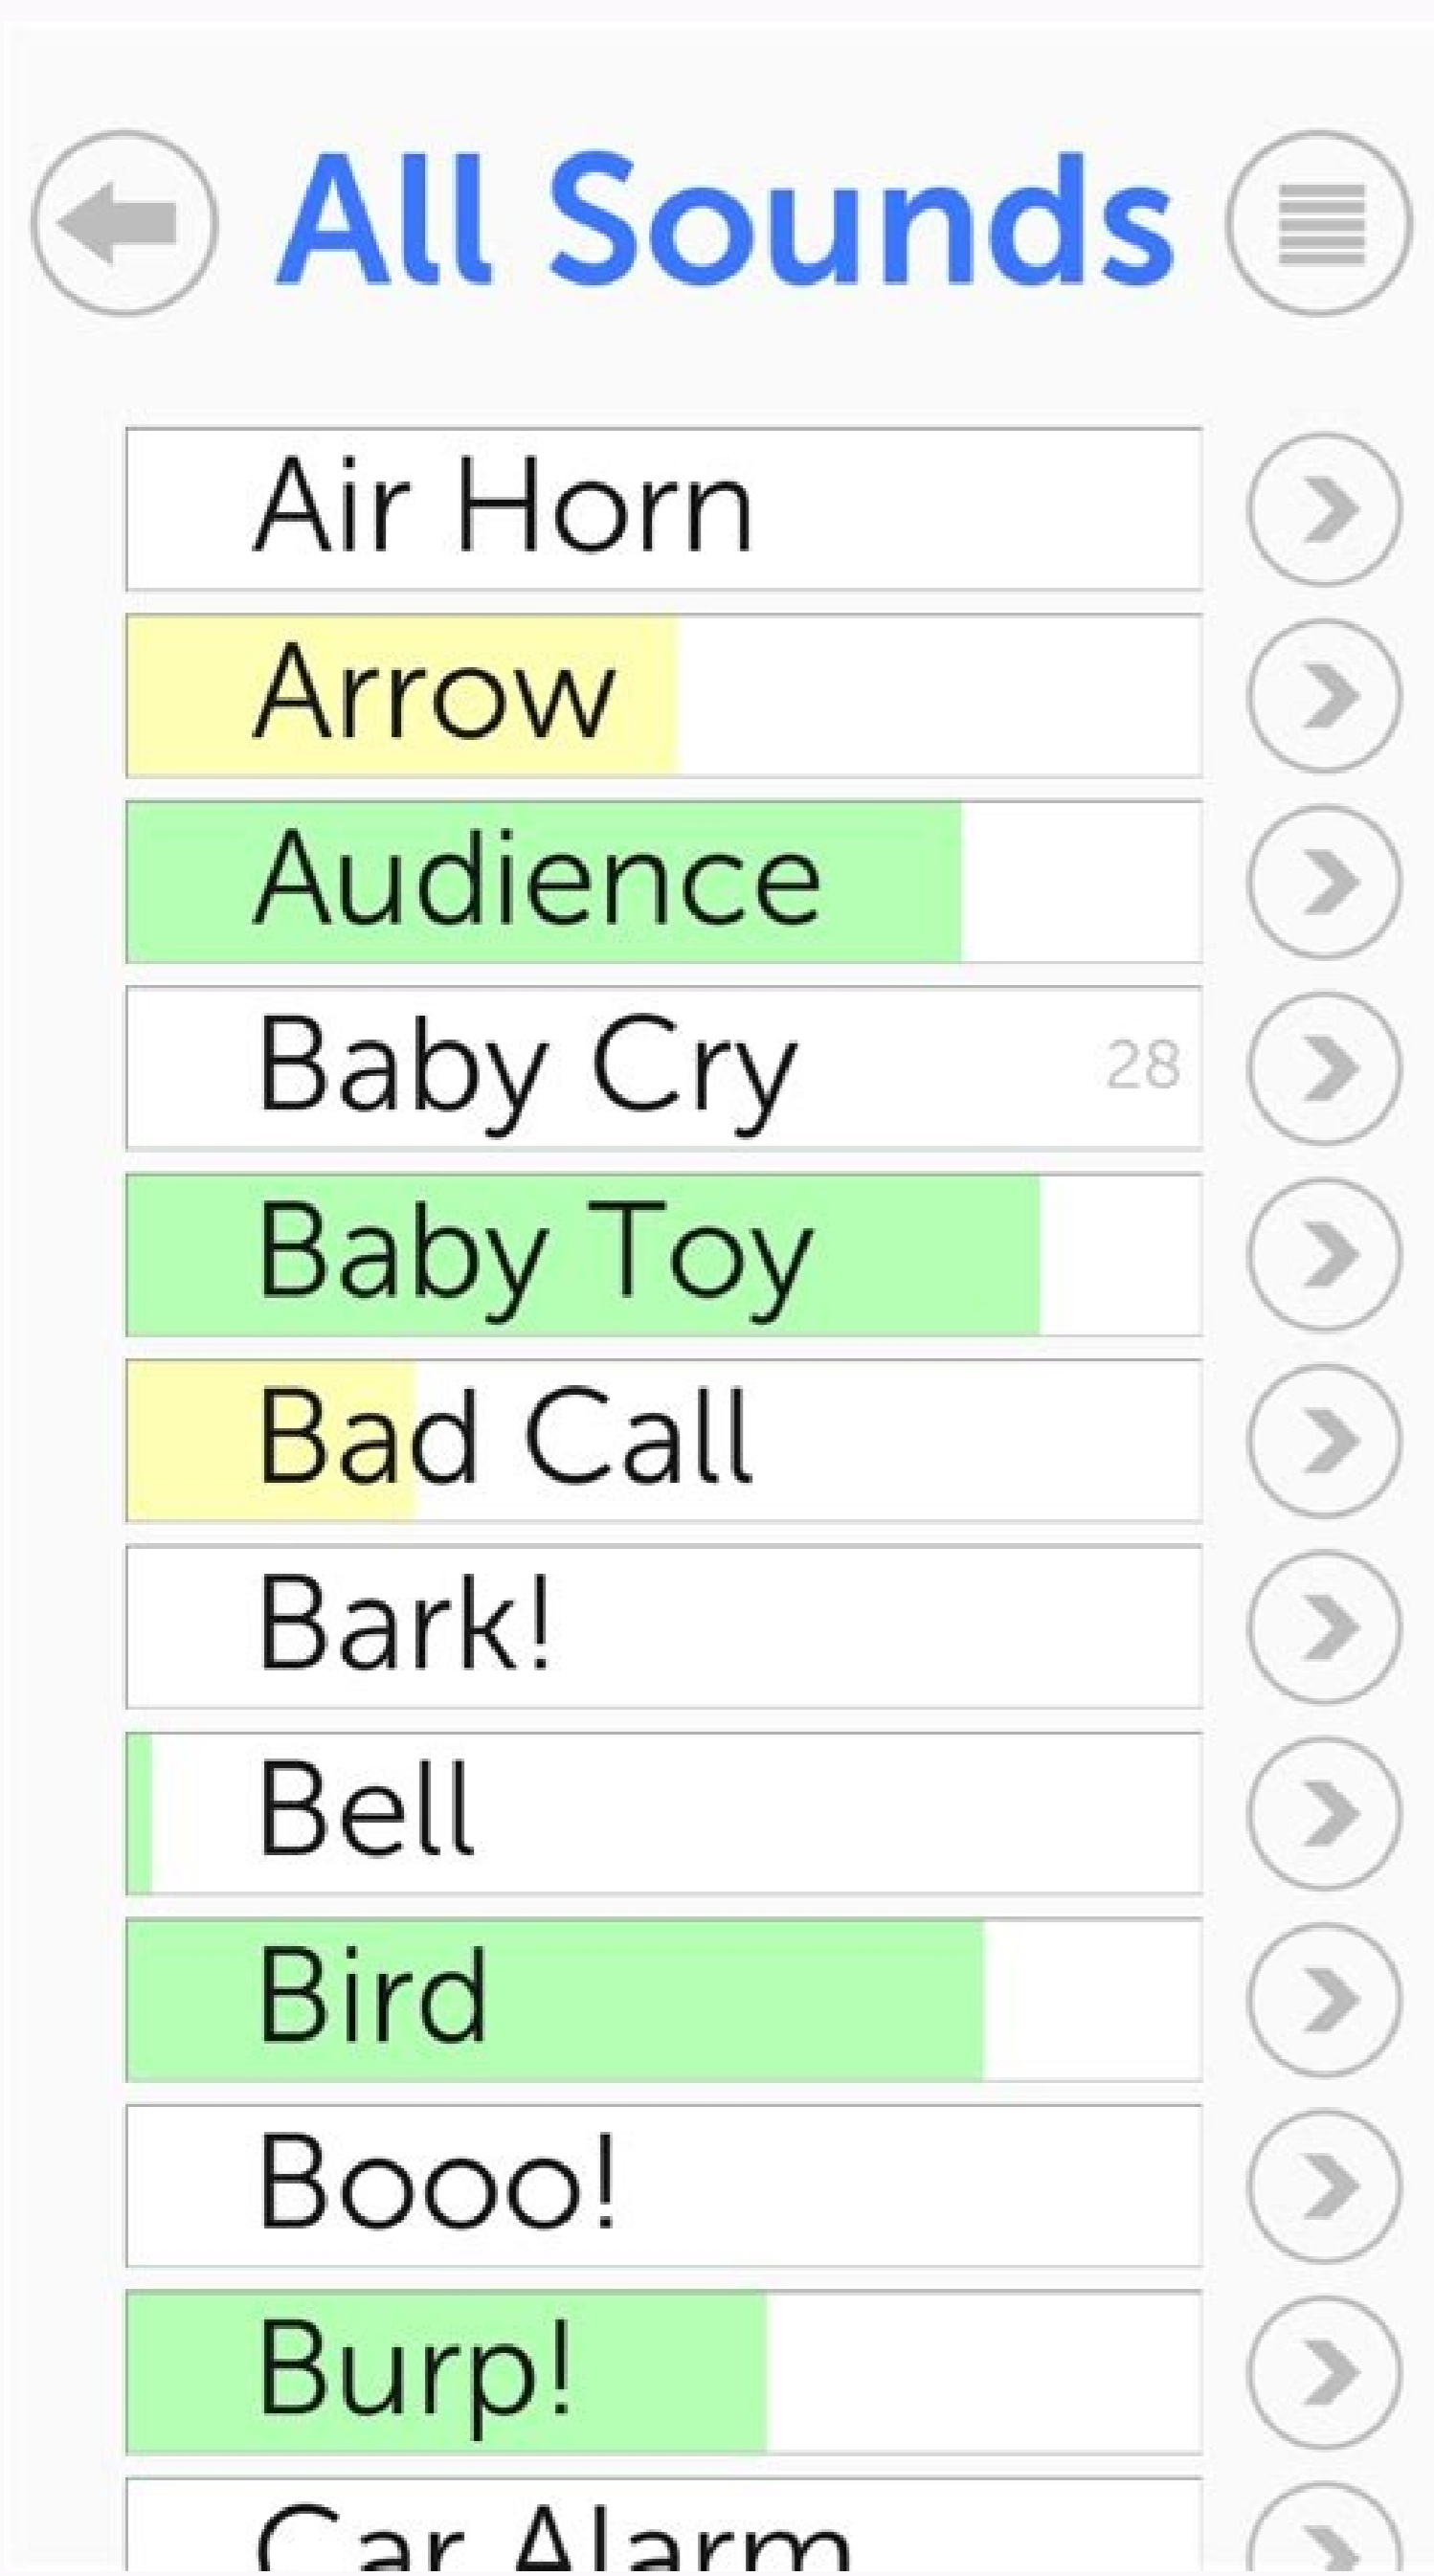 All Sounds
Air Horn
Arrow
Audience
Baby Cry 28
Baby Toy
Bad Call
Bark!
Bell
Bird
Booo!
Burp!
Car Alarm